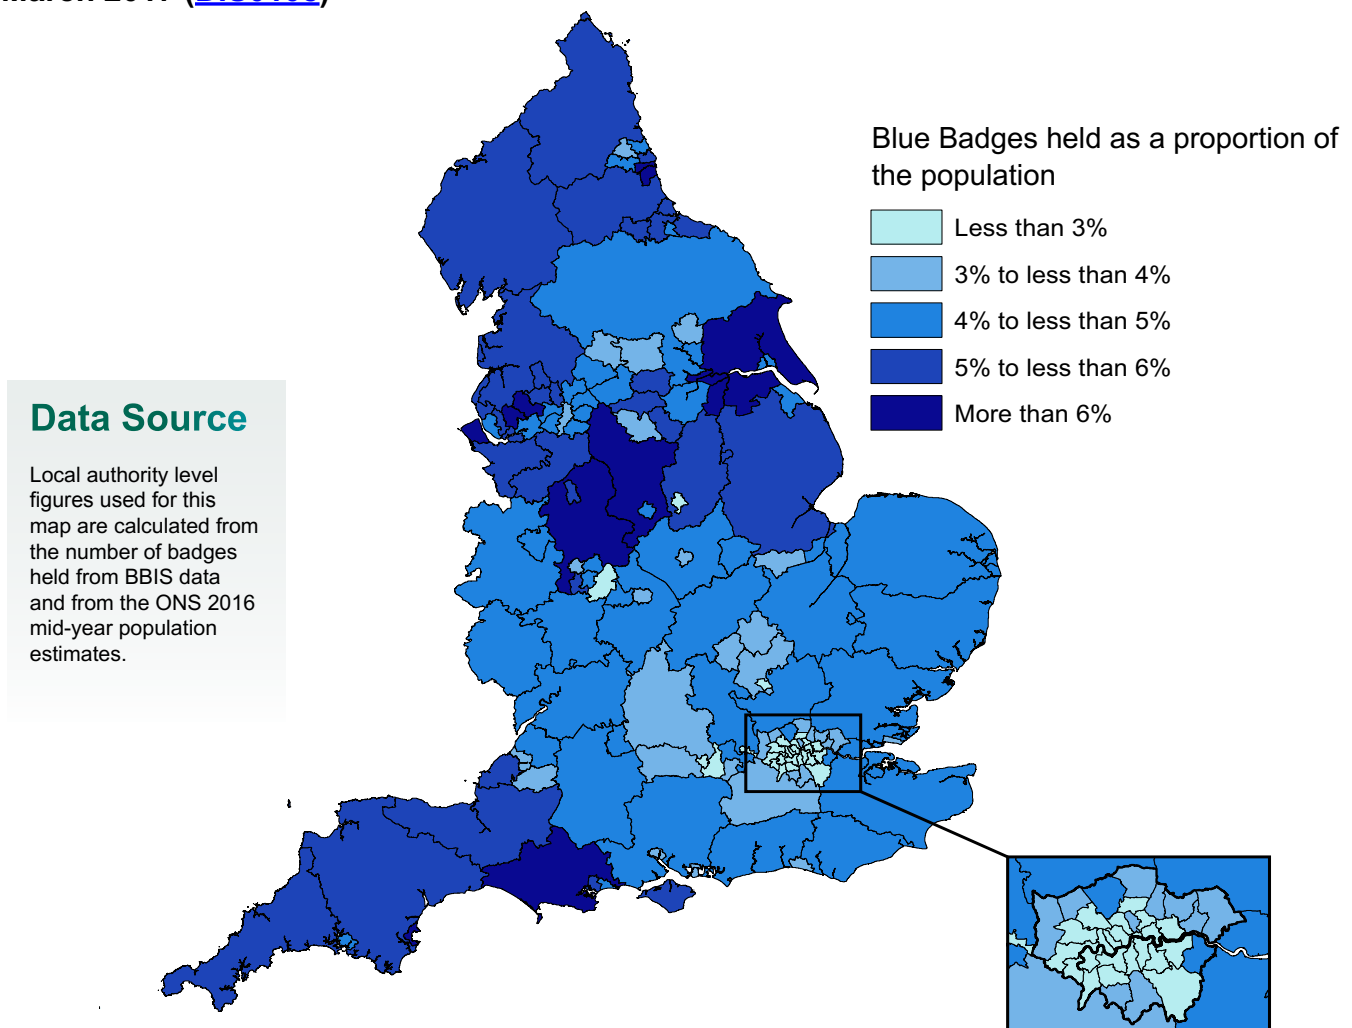 March 2017
Blue Badges held as a proportion of
the population
Less than 3%
3% to less than 4%
4% to less than 5%
5% to less than 6%
More than 6%
Data Source
Local authority level
figures used for this
map are calculated from
the number of badges
held from BBIS data
and from the ONS 2016
mid-year population
estimates.